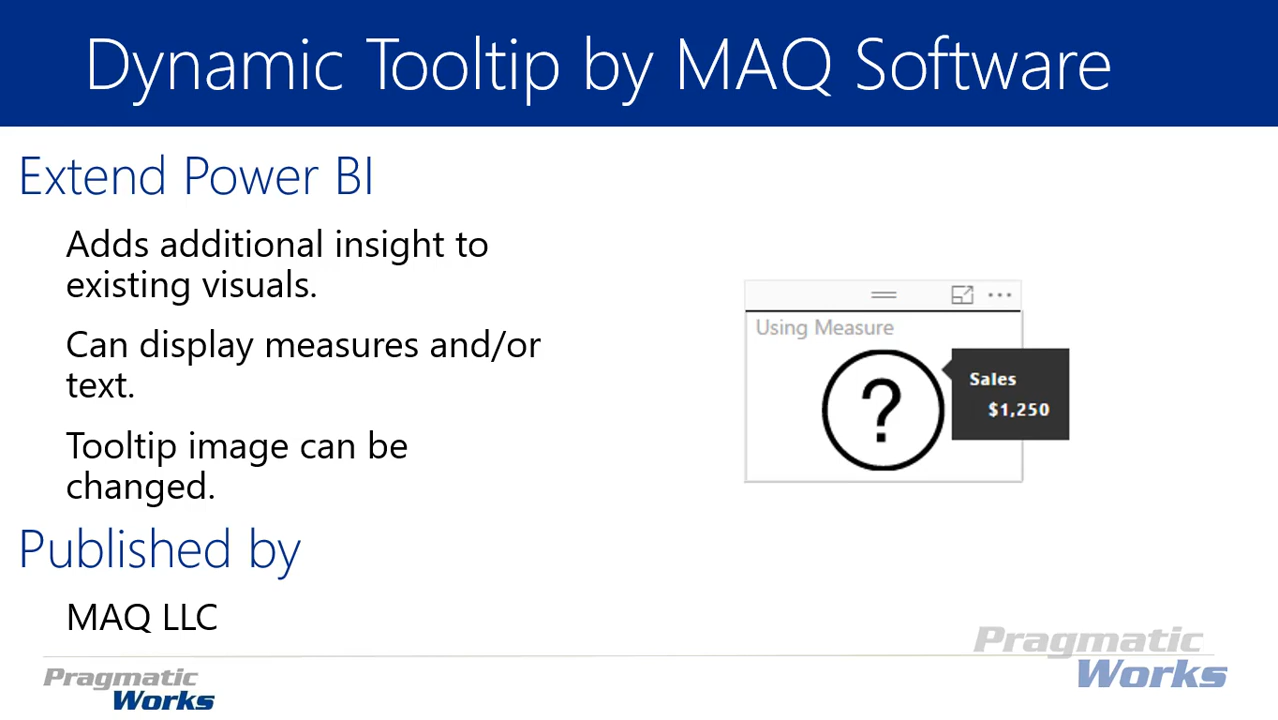 Dynamic Tooltip by MAQ Software
Extend Power BI
Adds additional insight to
existing visuals.
Can display measures and/or
text.
Tooltip image can be
changed.
Published by
MAQ LLC
Using Measure
?
Sales
$1,250
Pragmatic
Works
Pragmatic
Works